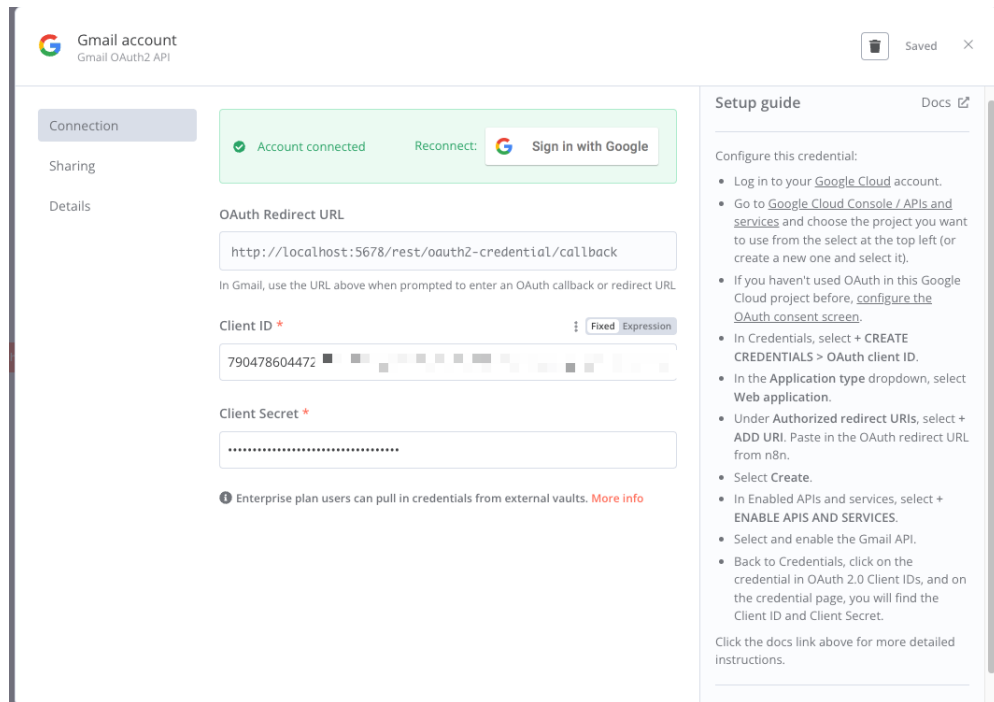 Gmail account
Gmail OAuth2 API
Saved
Connection
Sharing
Details
Account connected
Reconnect:
Sign in with Google
OAuth Redirect URL
http://localhost:5678/rest/oauth2-credential/callback
In Gmail, use the URL above when prompted to enter an OAuth callback or redirect URL
Client ID *
Fixed Expression
790478604472
Client Secret *
Enterprise plan users can pull in credentials from external vaults. More info
Setup guide
Docs
Configure this credential:
Log in to your Google Cloud account.
Go to Google Cloud Console / APIs and
services and choose the project you want
to use from the select at the top left (or
create a new one and select it).
If you haven't used OAuth in this Google
Cloud project before, configure the
OAuth consent screen.
In Credentials, select + CREATE
CREDENTIALS > OAuth client ID.
In the Application type dropdown, select
Web application.
Under Authorized redirect URIs, select +
ADD URI. Paste in the OAuth redirect URL
from n8n.
Select Create.
In Enabled APIs and services, select +
ENABLE APIS AND SERVICES.
Select and enable the Gmail API.
Back to Credentials, click on the
credential in OAuth 2.0 Client IDs, and on
the credential page, you will find the
Client ID and Client Secret.
Click the docs link above for more detailed
instructions.